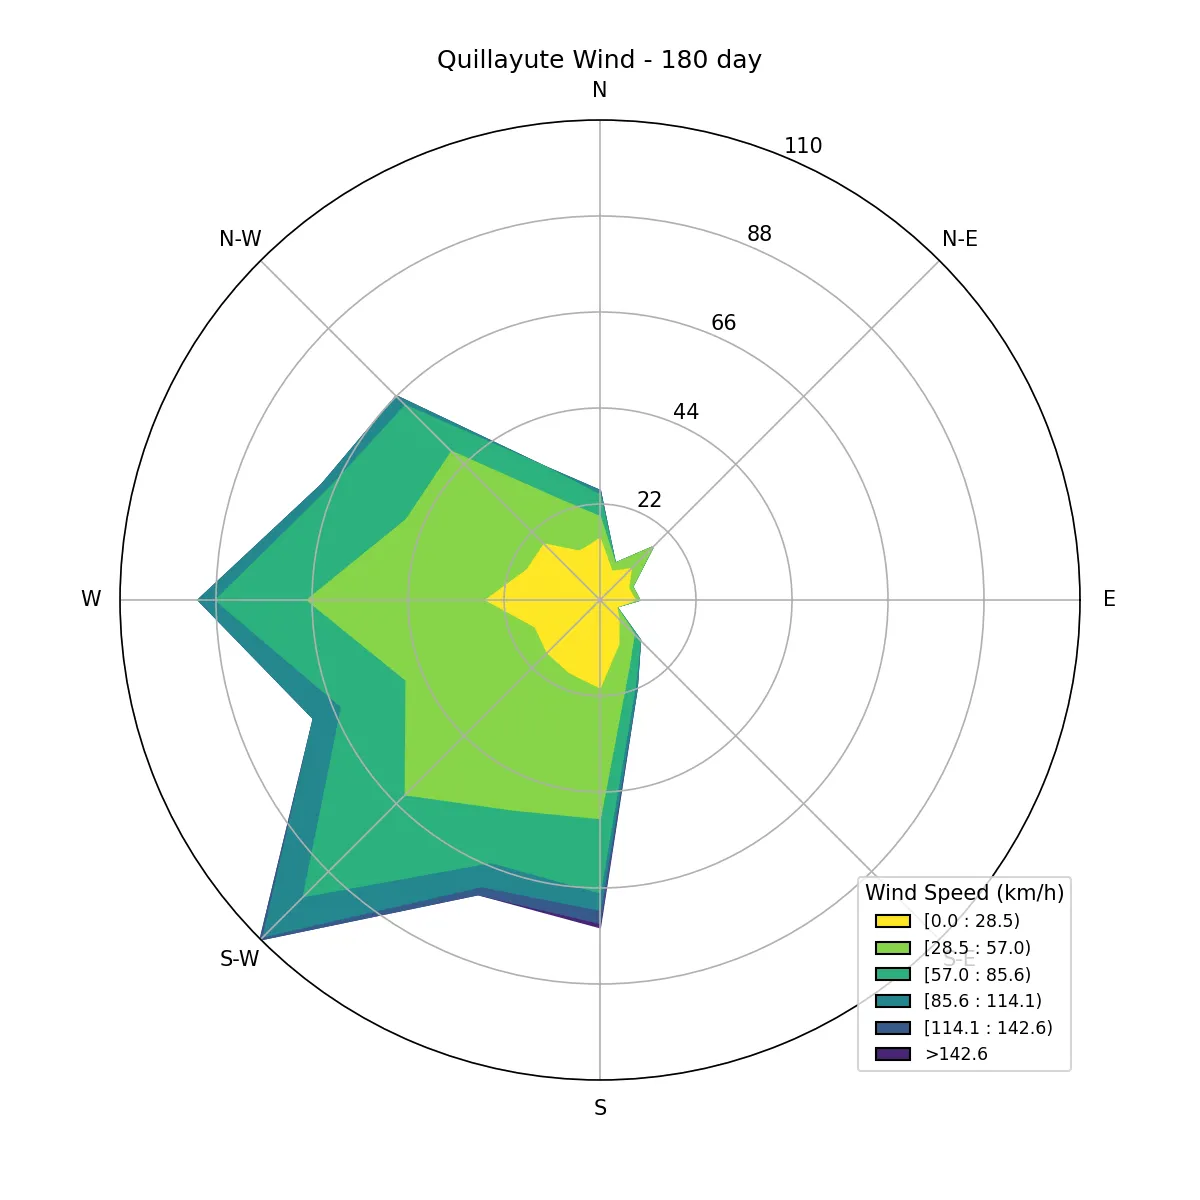 Quillayute Wind - 180 day
N
110
N-W
88
N-E
66
44
22
W
E
S-W
S-E
S
Wind Speed (km/h)
[0.0 : 28.5)
[28.5 : 57.0)
[57.0 : 85.6)
[85.6 : 114.1)
[114.1 : 142.6)
>142.6